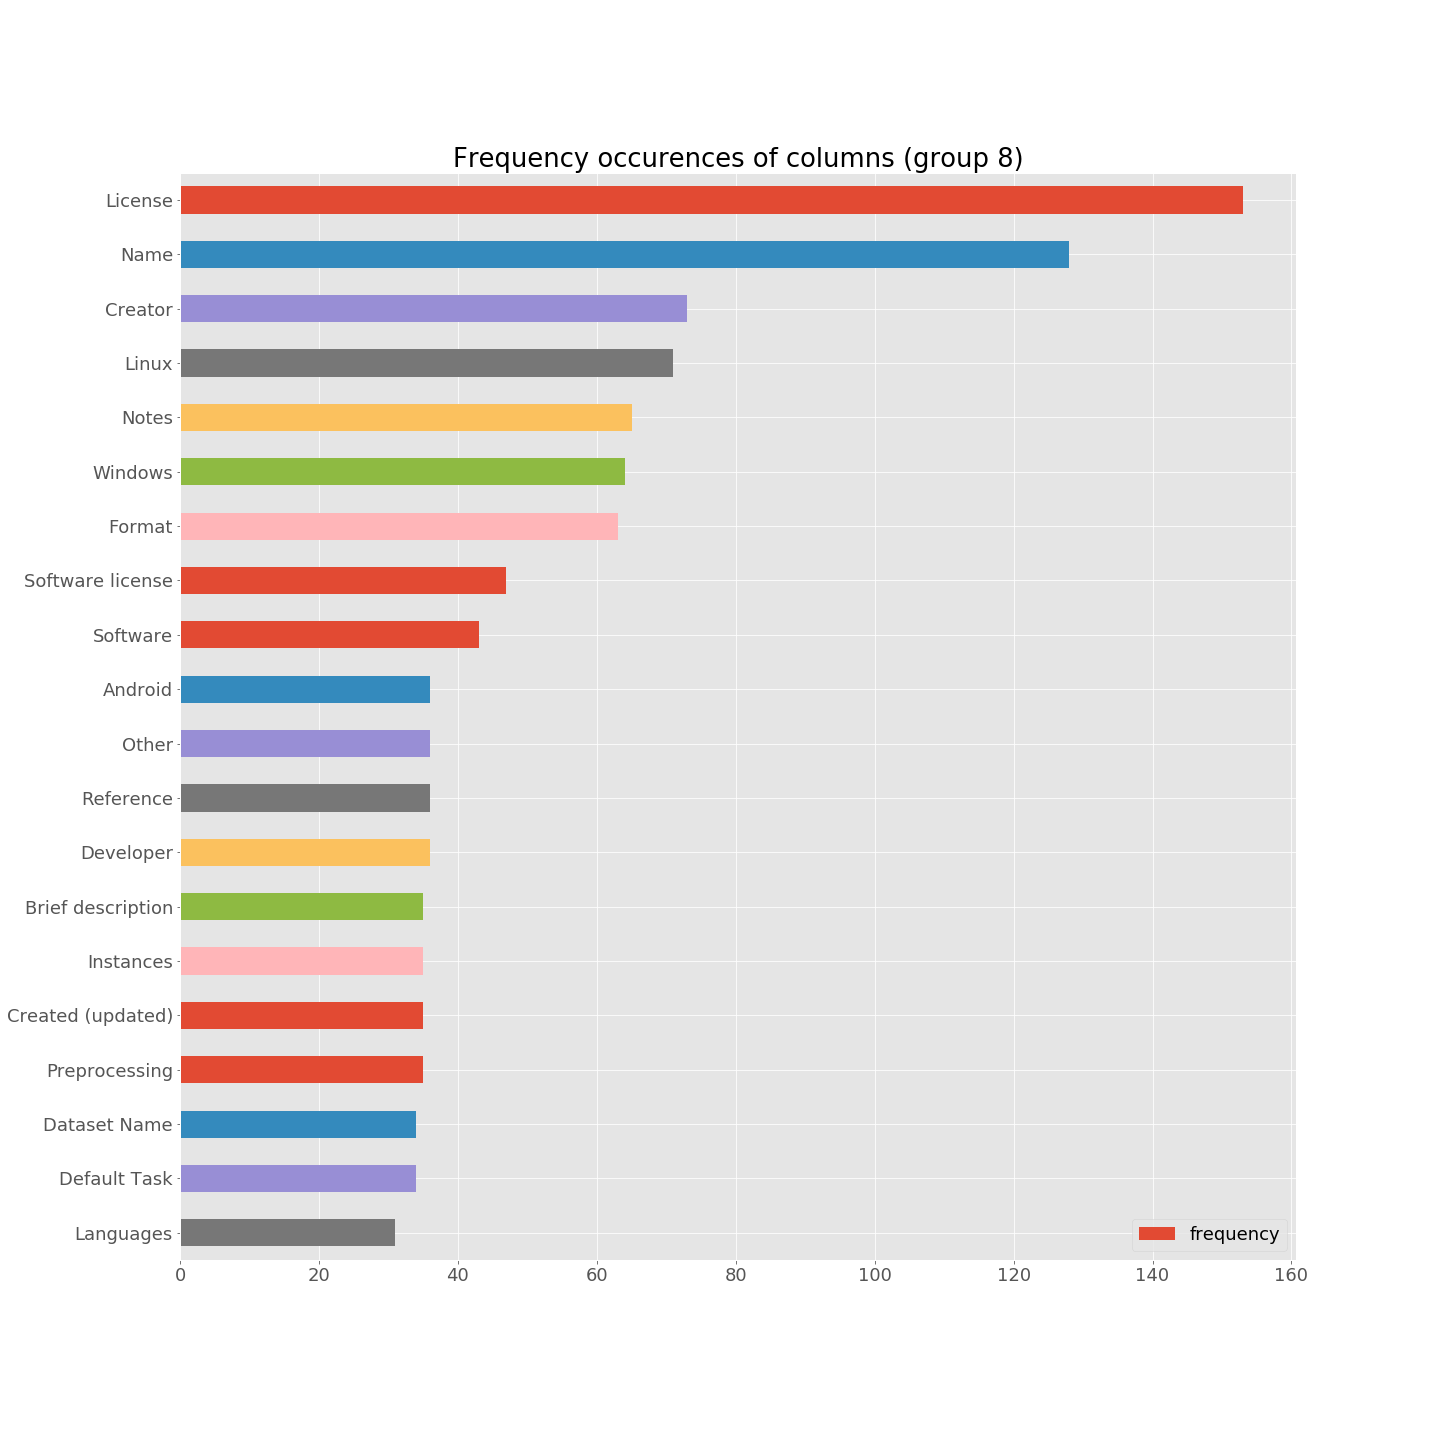 Frequency occurences of columns (group 8)
License
Name
Creator
Linux
Notes
Windows
Format
Software license
Software
Android
Other
Reference
Developer
Brief description
Instances
Created (updated)
Preprocessing
Dataset Name
Default Task
Languages
frequency
0 20 40 60 80 100 120 140 160